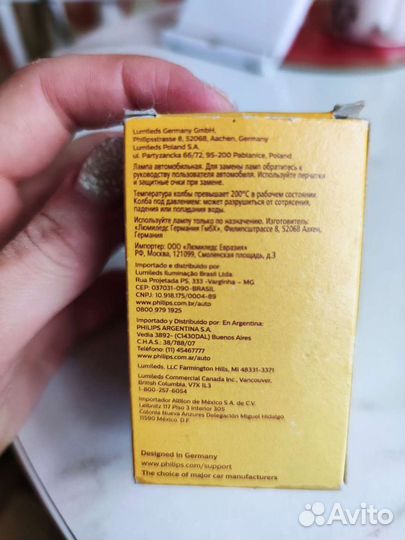 Lumileds Germany GmbH,
Philipsstrasse 8, 52068, Aachen, Germany
Lumileds Poland S.A.
ul. Partyzancka 66/72, 95-200 Pabianice, Poland
Лампа автомобильная. Для замены ламп обратитесь к
руководству пользователя автомобиля. Используйте перчатки
и защитные очки при замене.
Температура колбы превышает 200°C в рабочем состоянии.
Колба под давлением: может разрушиться от сотрясения,
падения или попадания воды.
Используйте лампу только по назначению. Изготовитель:
«Люмиледс Германия ГмбХ», Филипсштрассе 8, 52068 Аахен,
Германия
Импортер: ООО «Люмиледс Евразия»
РФ, Москва, 121099, Смоленская площадь, д.3
Importado e distribuido por:
Lumileds Iluminação Brasil Ltda.
Rua Projetada PS, 333 -Varginha – MG
CEP: 037031-090-BRASIL
CNPJ: 10.918.175/0004-89
www.philips.com.br/auto
0800 979 1925
Importado y Distribuido por: En Argentina:
PHILIPS ARGENTINA S.A.
Vedia 3892- (C1430DAL) Buenos Aires
C.H.A.S.: 38/788/07
Teléfono: (11) 45467777
www.philips.com.ar/auto
Lumileds, LLC Farmington Hills, MI 48331-3371
Lumileds Commercial Canada Inc., Vancouver,
British Columbia, V7X 1L3
1-800-257-6054
Importador Allilon de México S.A. de C.V.
Leibnitz 117 Piso 3 interior 305
Colonia Nueva Anzures Delegación Miguel Hidalgo
11590 México D.F.
Designed in Germany
www.philips.com/support
The choice of major car manufacturers
Avito